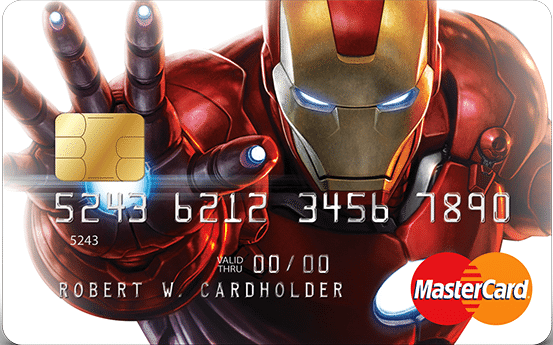 5243 6212 3456 7890
5243
VALID
THRU 00/00
ROBERT W. CARDHOLDER
MasterCard